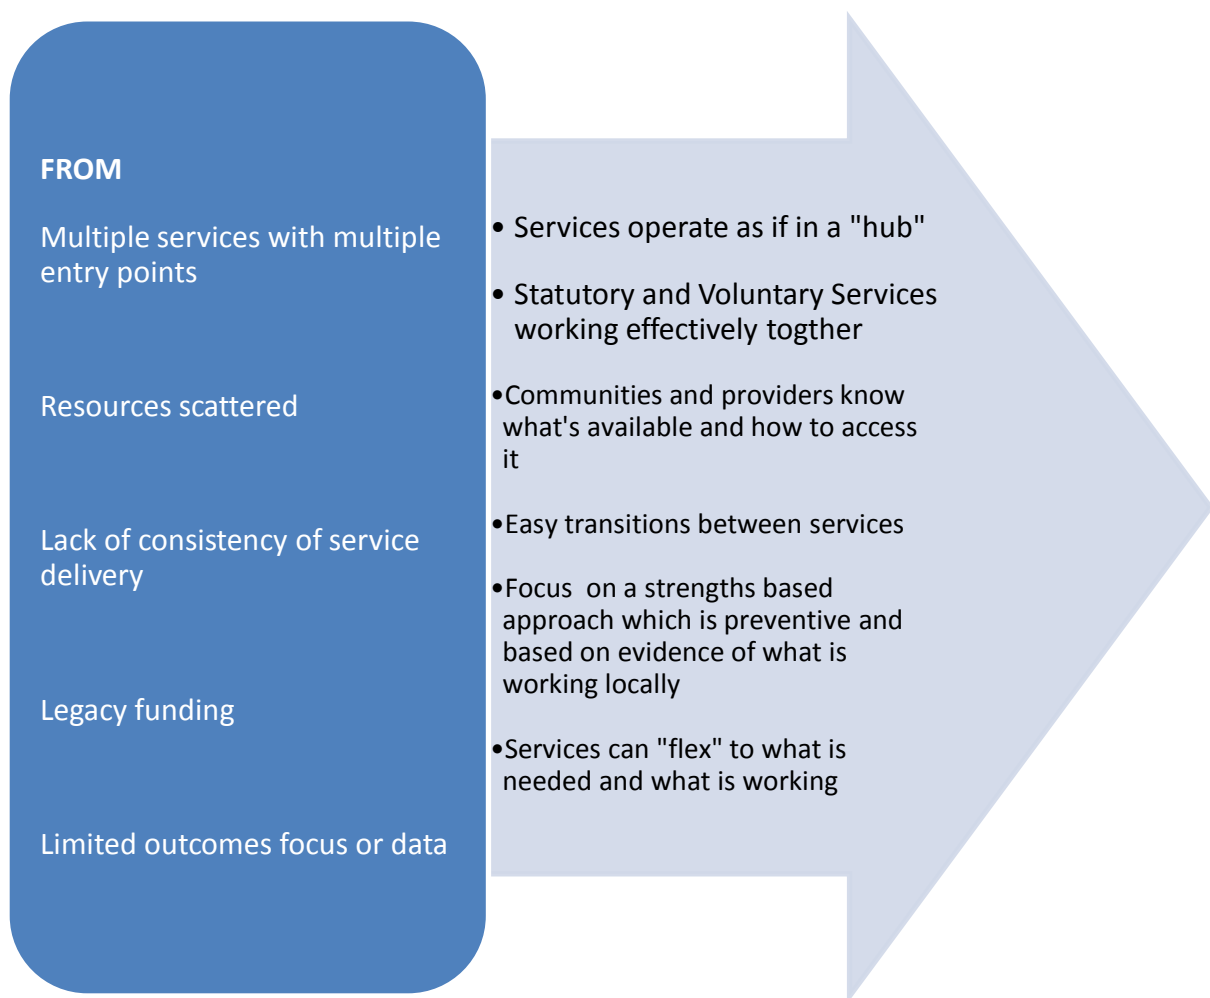 FROM
Multiple services with multiple
entry points
Resources scattered
Lack of consistency of service
delivery
Legacy funding
Limited outcomes focus or data
• Services operate as if in a "hub"
• Statutory and Voluntary Services
working effectively togther
•Communities and providers know
what's available and how to access
it
•Easy transitions between services
•Focus  on a strengths based
approach which is preventive and
based on evidence of what is
working locally
•Services can "flex" to what is
needed and what is working